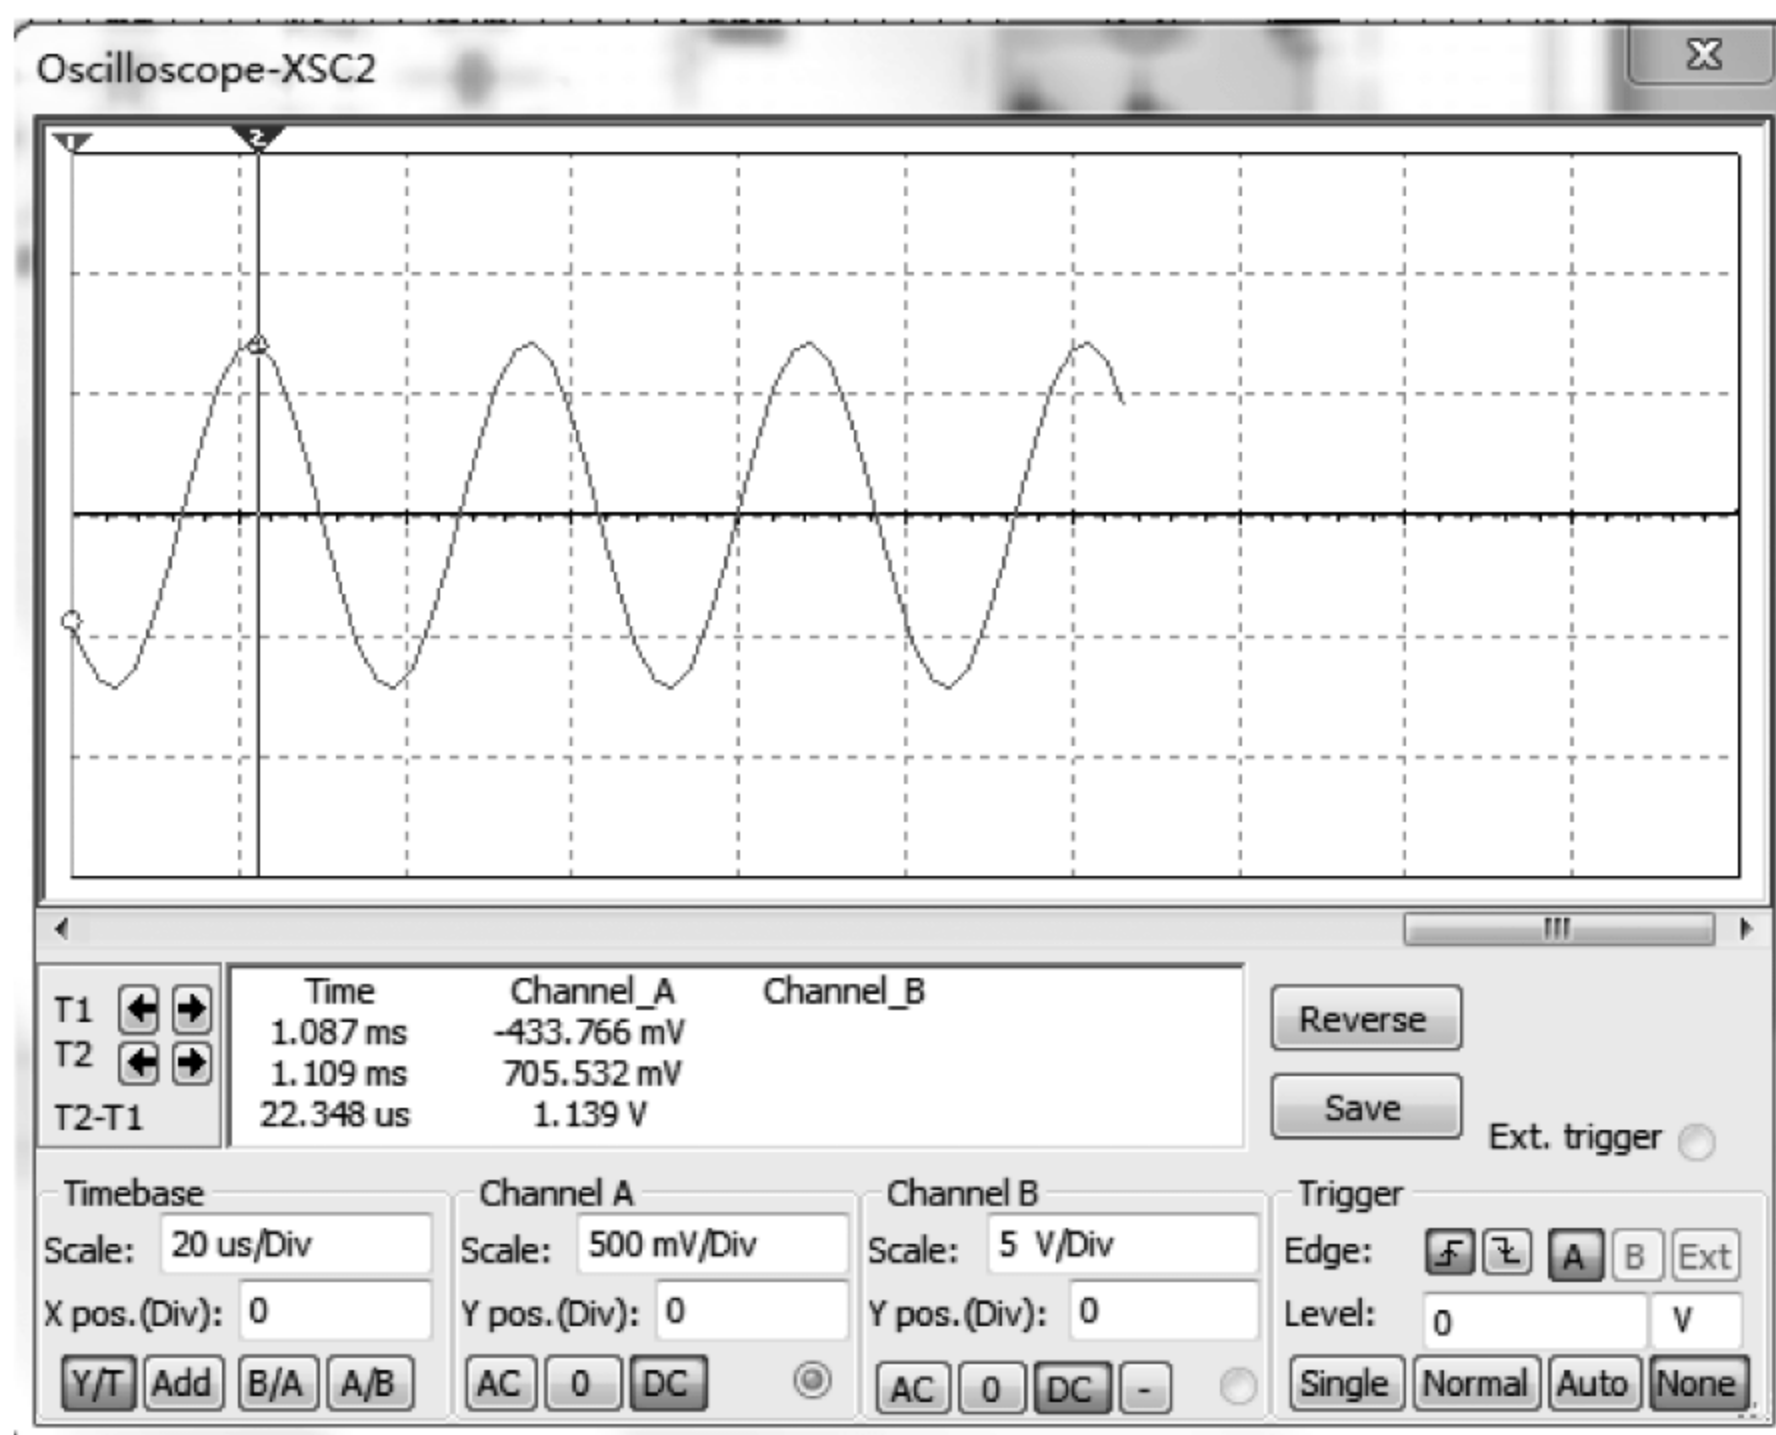 Oscilloscope-XSC2
1 2
Time Channel_A Channel_B
T1 1.087 ms -433.766 mV
T2 1.109 ms 705.532 mV
T2-T1 22.348 us 1.139 V
Reverse
Save
Ext. trigger
Timebase Channel A Channel B Trigger
Scale: 20 us/Div Scale: 500 mV/Div Scale: 5 V/Div Edge: A B Ext
X pos.(Div): 0 Y pos.(Div): 0 Y pos.(Div): 0 Level: 0 V
Y/T Add B/A A/B AC 0 DC AC 0 DC - Single Normal Auto None